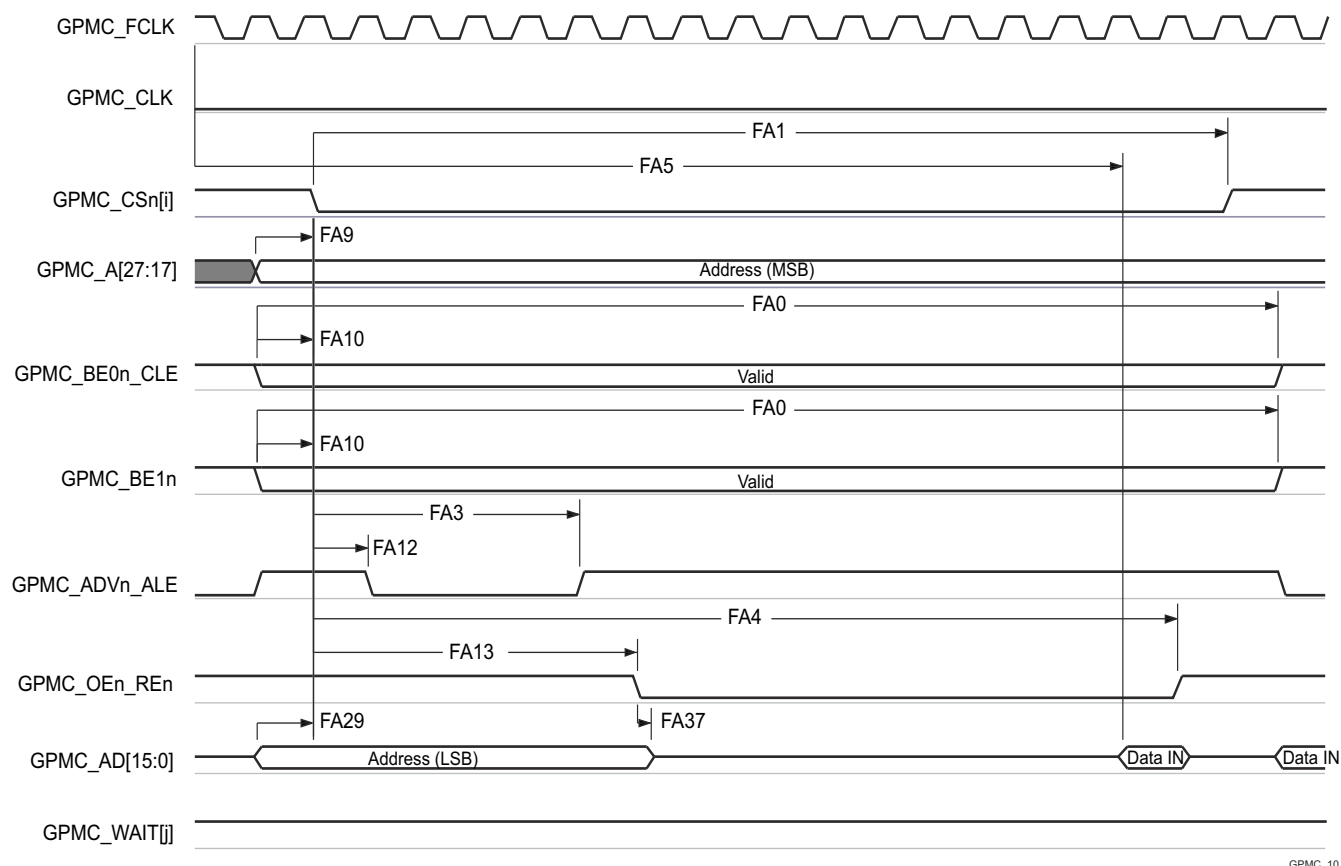 GPMC_FCLK
GPMC_CLK
FA1
FA5
GPMC_CSn[i]
FA9
GPMC_A[27:17]
Address (MSB)
FA0
FA10
GPMC_BE0n_CLE
Valid
FA0
FA10
GPMC_BE1n
Valid
FA3
FA12
GPMC_ADVn_ALE
FA4
FA13
GPMC_OEn_REn
FA29
FA37
GPMC_AD[15:0]
Address (LSB)
Data IN
Data IN
GPMC_WAIT[j]
GPMC_10